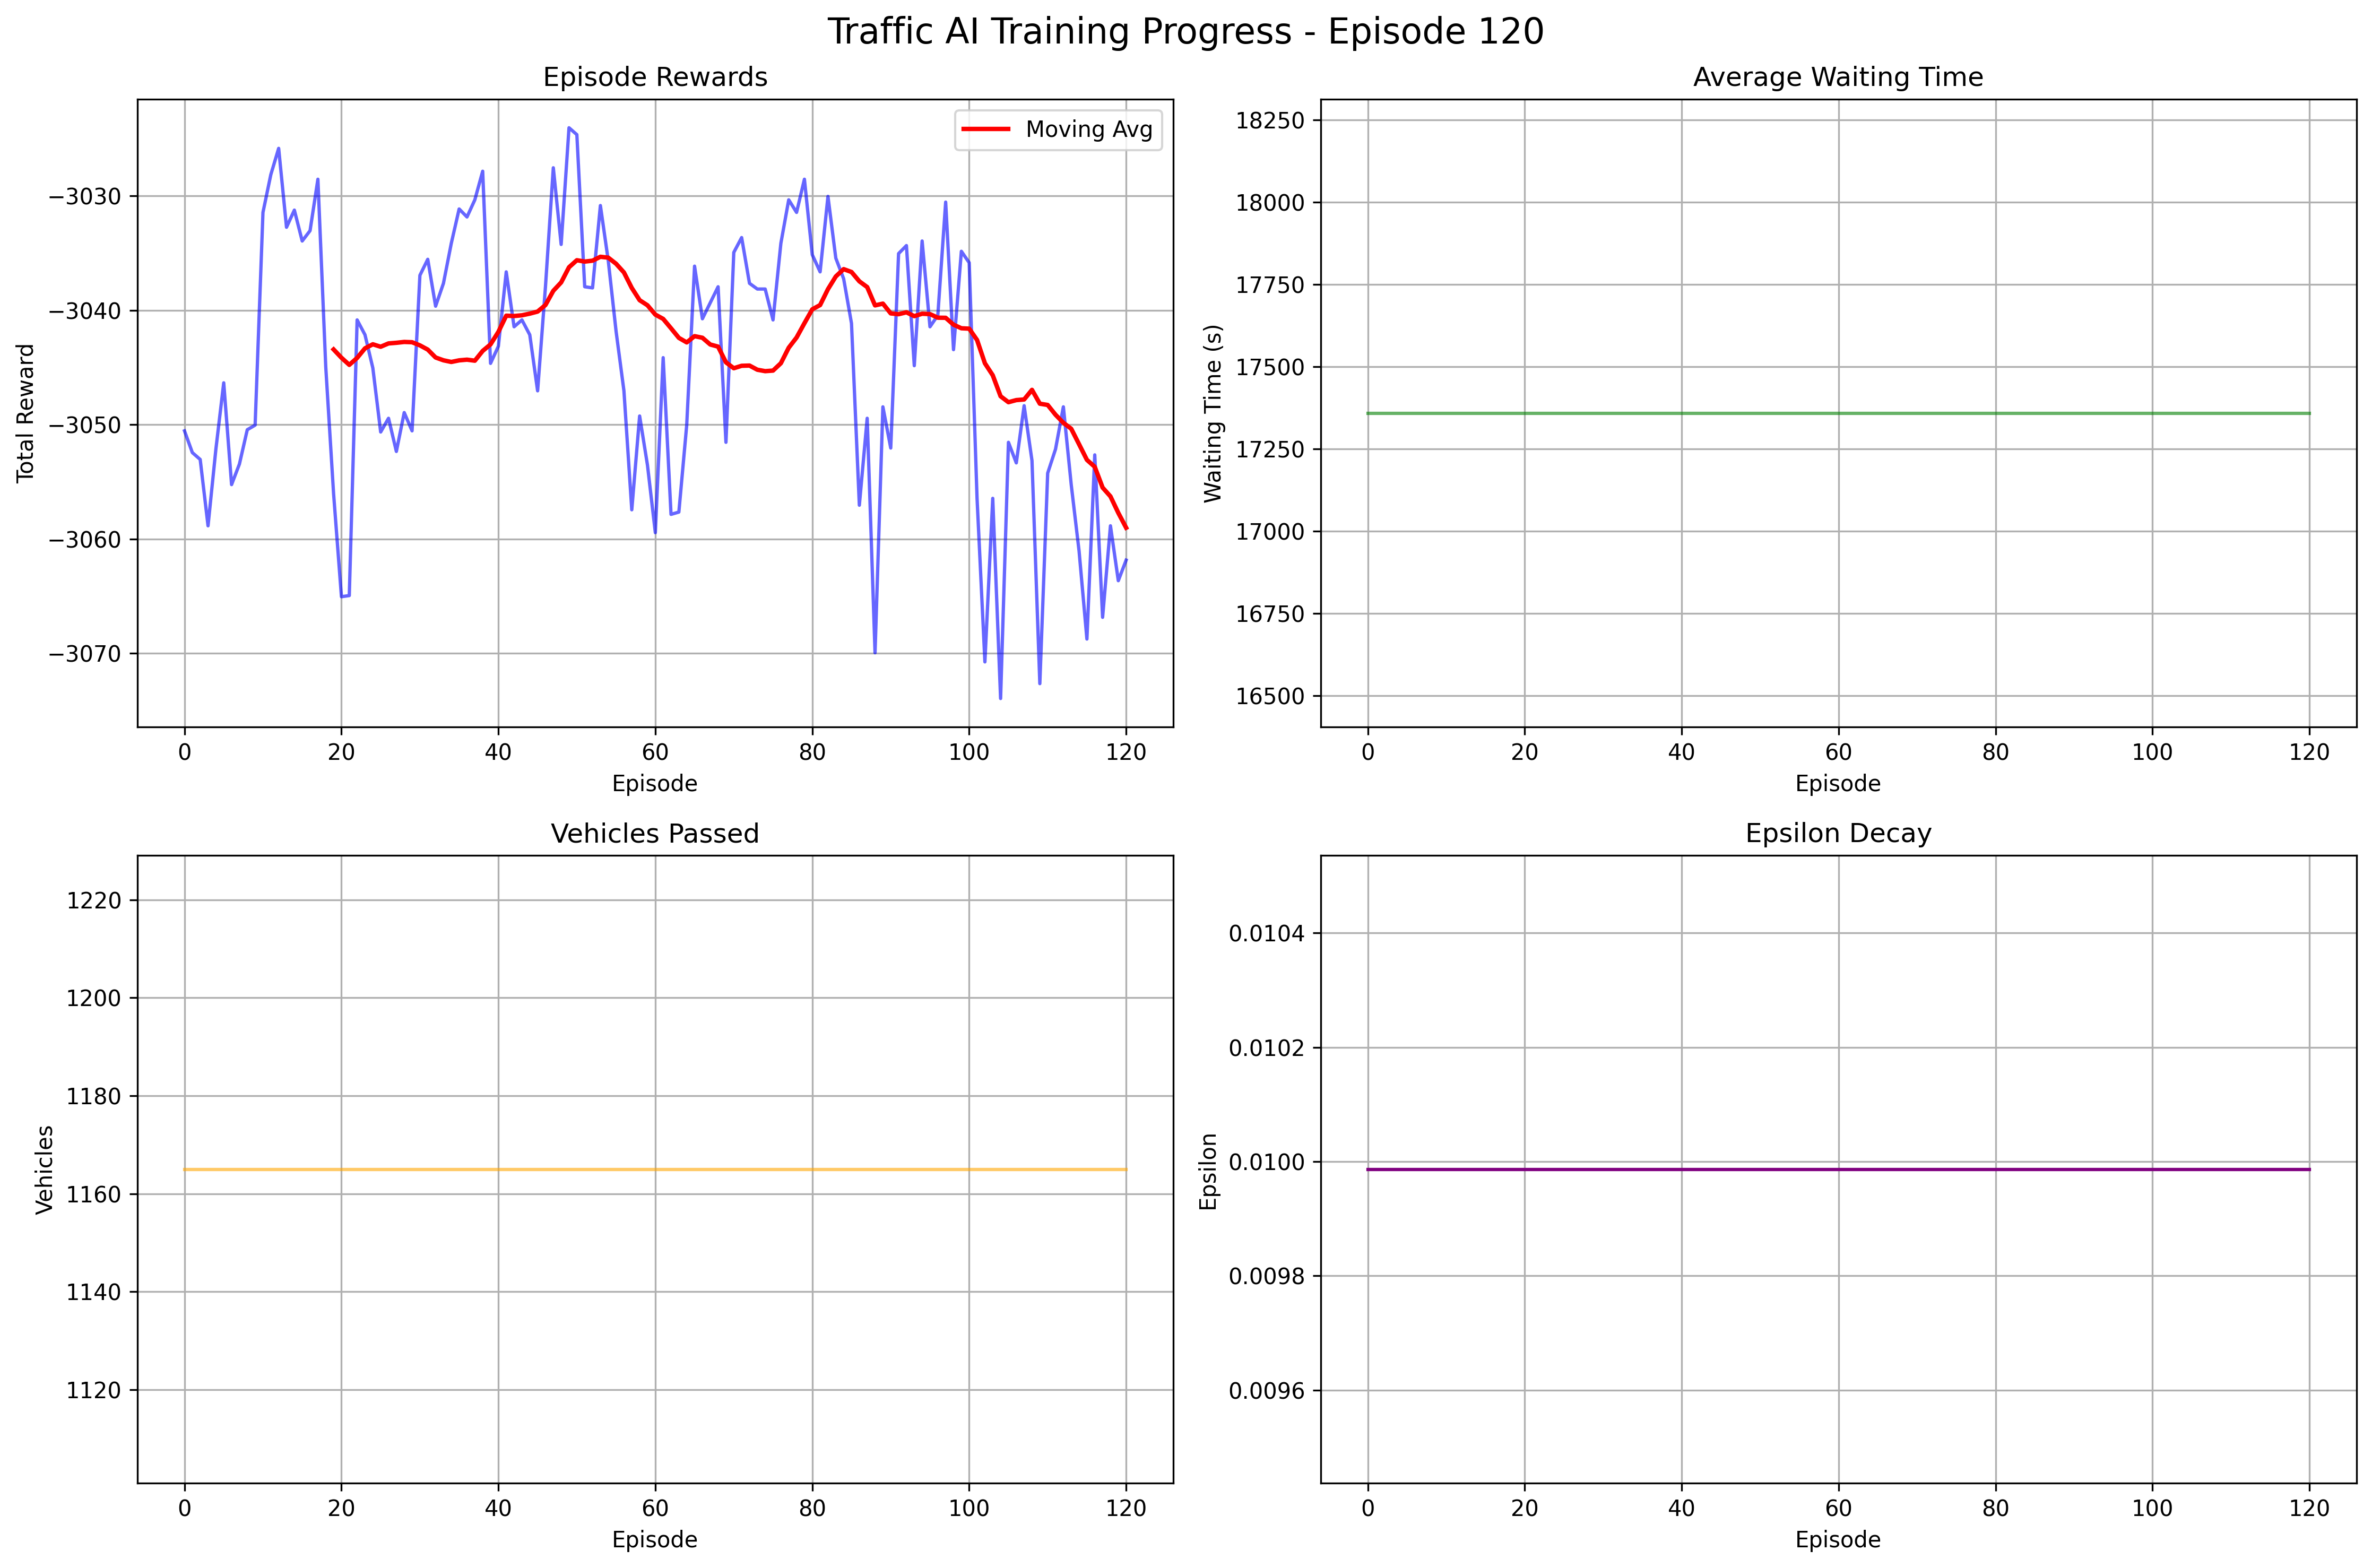 Traffic AI Training Progress - Episode 120
Episode Rewards
Moving Avg
−3030
−3040
−3050
−3060
−3070
Total Reward
0 20 40 60 80 100 120
Episode
Average Waiting Time
18250
18000
17750
17500
17250
17000
16750
16500
Waiting Time (s)
0 20 40 60 80 100 120
Episode
Vehicles Passed
1220
1200
1180
1160
1140
1120
Vehicles
0 20 40 60 80 100 120
Episode
Epsilon Decay
0.0104
0.0102
0.0100
0.0098
0.0096
Epsilon
0 20 40 60 80 100 120
Episode